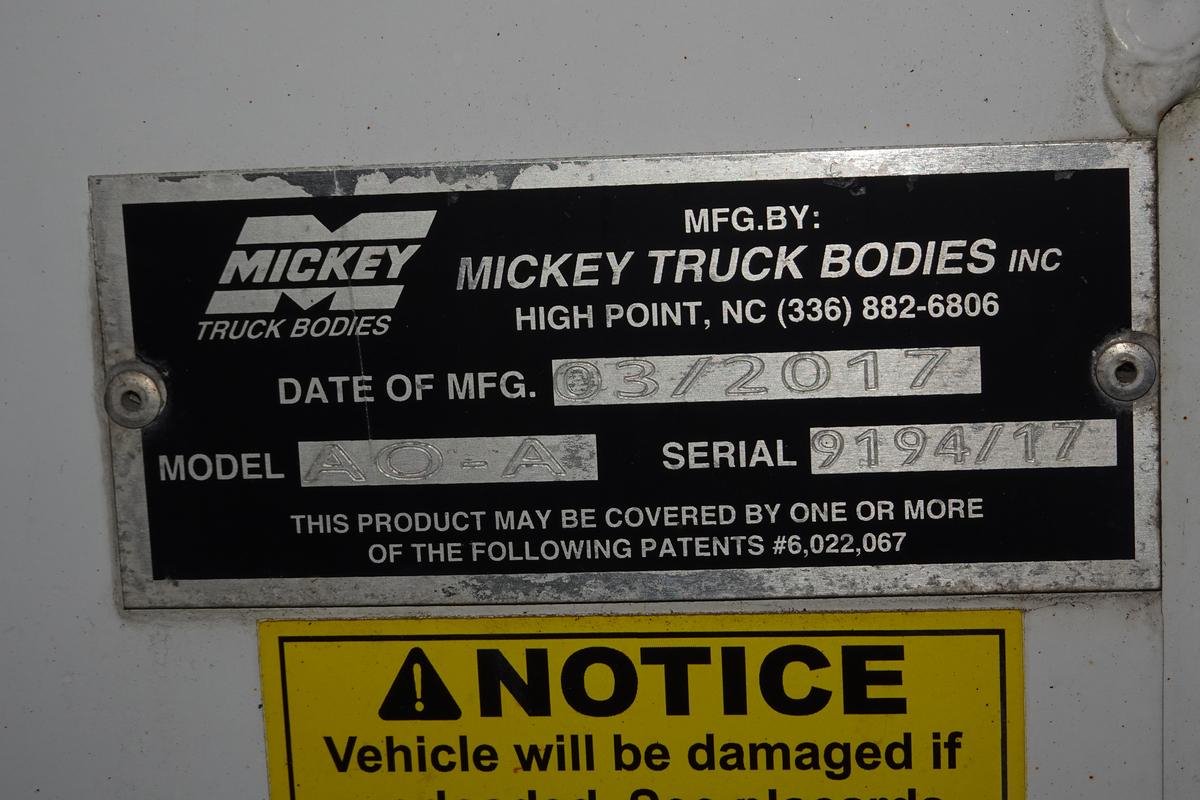 MICKEY
TRUCK BODIES
MFG.BY:
MICKEY TRUCK BODIES INC
HIGH POINT, NC (336) 882-6806
DATE OF MFG. 03/2017
MODEL AO-A
SERIAL 9194/17
THIS PRODUCT MAY BE COVERED BY ONE OR MORE
OF THE FOLLOWING PATENTS #6,022,067
NOTICE
Vehicle will be damaged if
See placards